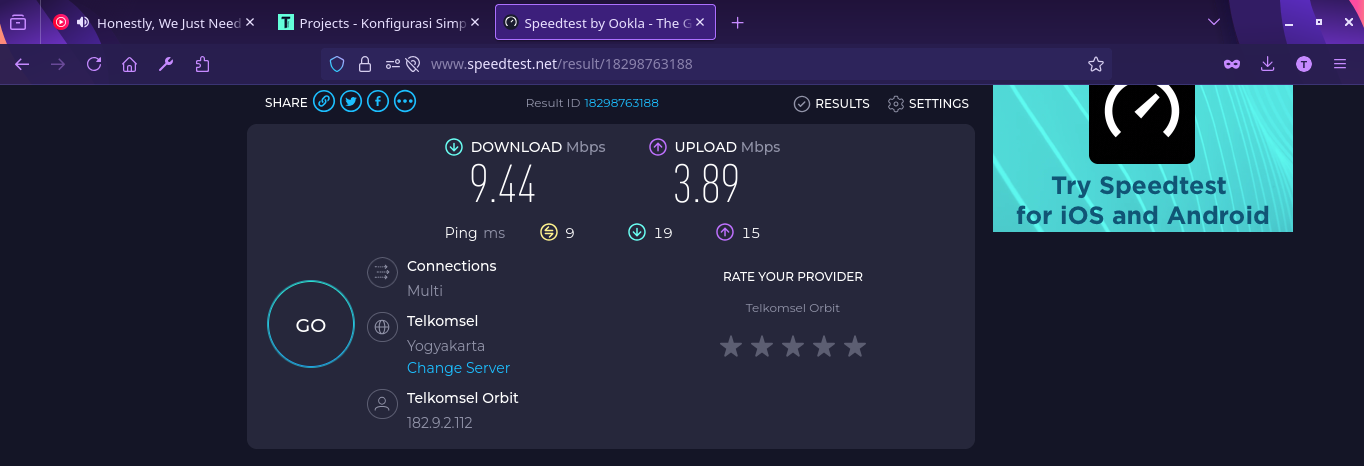 Honestly, We Just Need
Projects - Konfigurasi Simp
Speedtest by Ookla - The G
www.speedtest.net/result/18298763188
T
SHARE
Result ID 18298763188
RESULTS
SETTINGS
DOWNLOAD Mbps
9.44
UPLOAD Mbps
3.89
Ping ms
9
19
15
GO
Connections
Multi
Telkomsel
Yogyakarta
Change Server
Telkomsel Orbit
182.9.2.112
RATE YOUR PROVIDER
Telkomsel Orbit
Try Speedtest
for iOS and Android